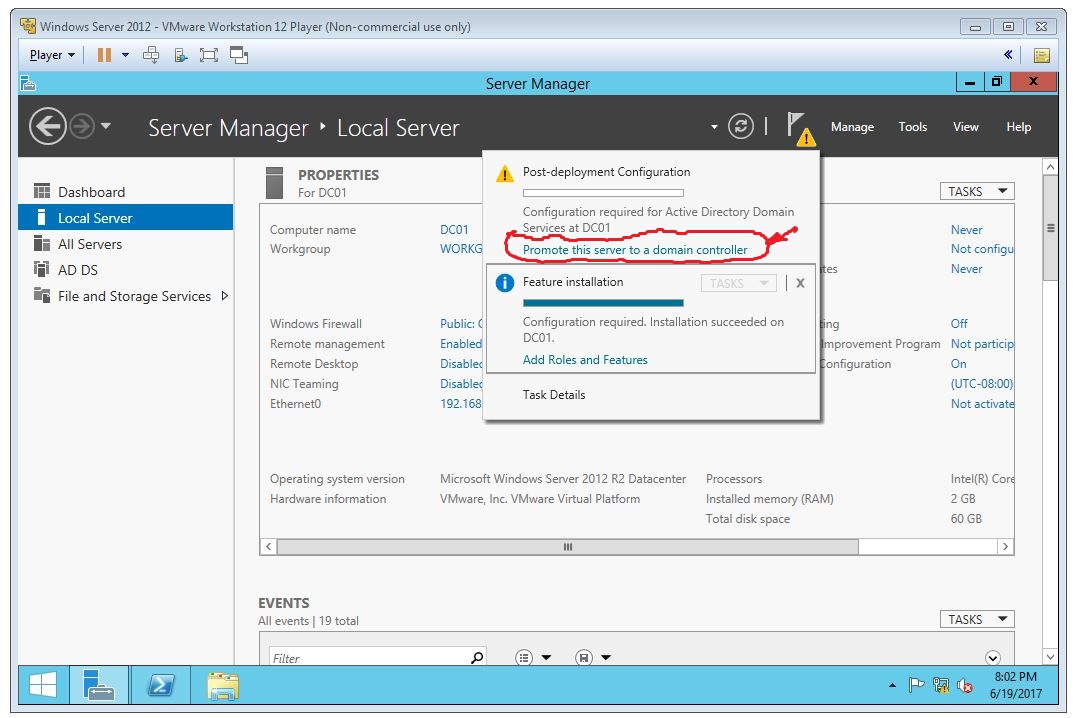 Windows Server 2012 - VMware Workstation 12 Player (Non-commercial use only)
Player
Server Manager
Server Manager Local Server
Manage Tools View Help
Dashboard
Local Server
All Servers
AD DS
File and Storage Services
PROPERTIES
For DC01
TASKS
Computer name DC01
Workgroup WORKG
Never
Not configu
tes Never
Windows Firewall Public: 
Remote management Enabled
Remote Desktop Disabled
NIC Teaming Disabled
Ethernet0 192.168
ting Off
Improvement Program Not particip
Configuration On
(UTC-08:00)
Not activate
Post-deployment Configuration
Configuration required for Active Directory Domain
Services at DC01
Promote this server to a domain controller
Feature installation
TASKS X
Configuration required. Installation succeeded on
DC01.
Add Roles and Features
Task Details
Operating system version Microsoft Windows Server 2012 R2 Datacenter Processors Intel(R) Core
Hardware information VMware, Inc. VMware Virtual Platform Installed memory (RAM) 2 GB
Total disk space 60 GB
EVENTS
All events | 19 total
TASKS
Filter
8:02 PM
6/19/2017